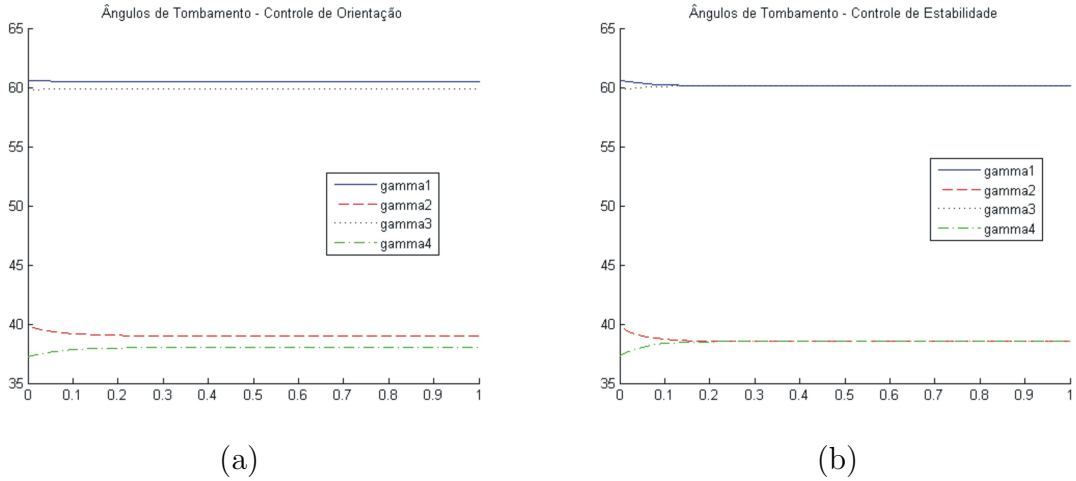 Ângulos de Tombamento - Controle de Orientação
65
60
55
50
45
40
35
0 0.1 0.2 0.3 0.4 0.5 0.6 0.7 0.8 0.9 1
gamma1
gamma2
gamma3
gamma4
(a)
Ângulos de Tombamento - Controle de Estabilidade
65
60
55
50
45
40
35
0 0.1 0.2 0.3 0.4 0.5 0.6 0.7 0.8 0.9 1
gamma1
gamma2
gamma3
gamma4
(b)